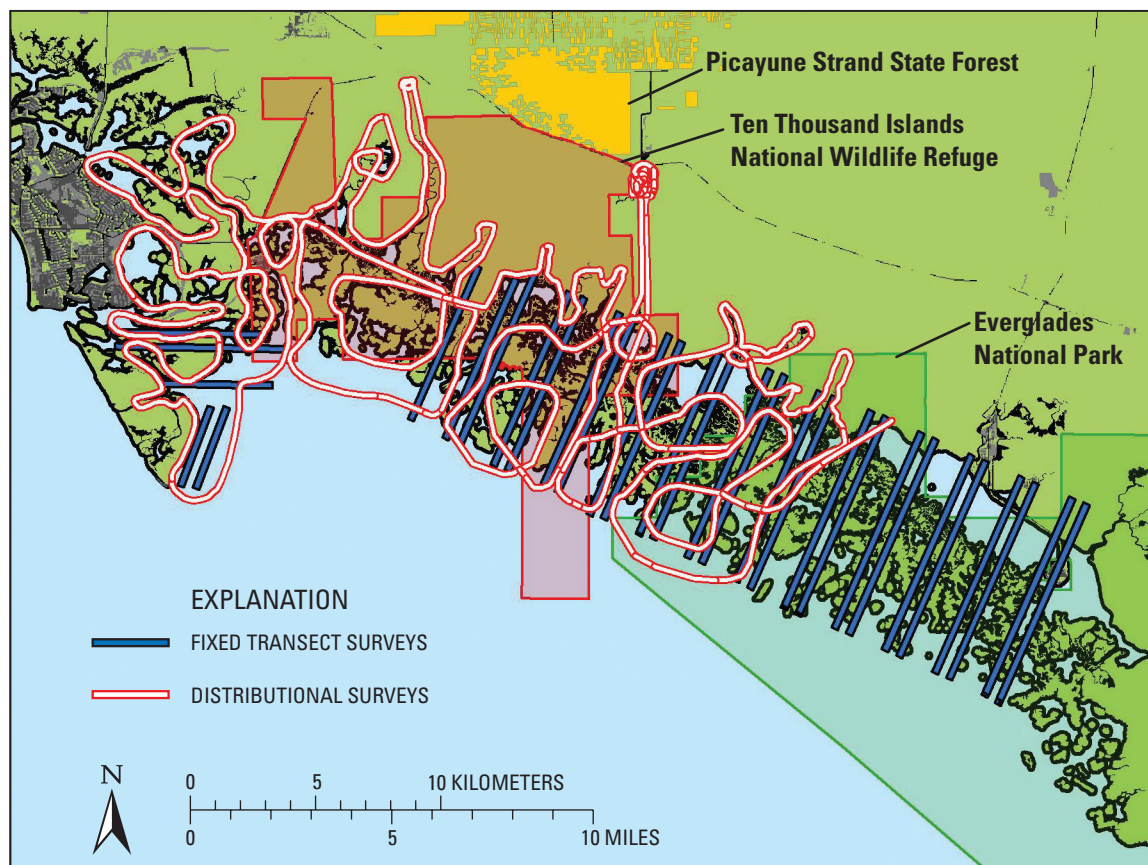 Picayune Strand State Forest
Ten Thousand Islands
National Wildlife Refuge
Everglades
National Park
EXPLANATION
FIXED TRANSECT SURVEYS
DISTRIBUTIONAL SURVEYS
N
0 5 10 KILOMETERS
0 5 10 MILES